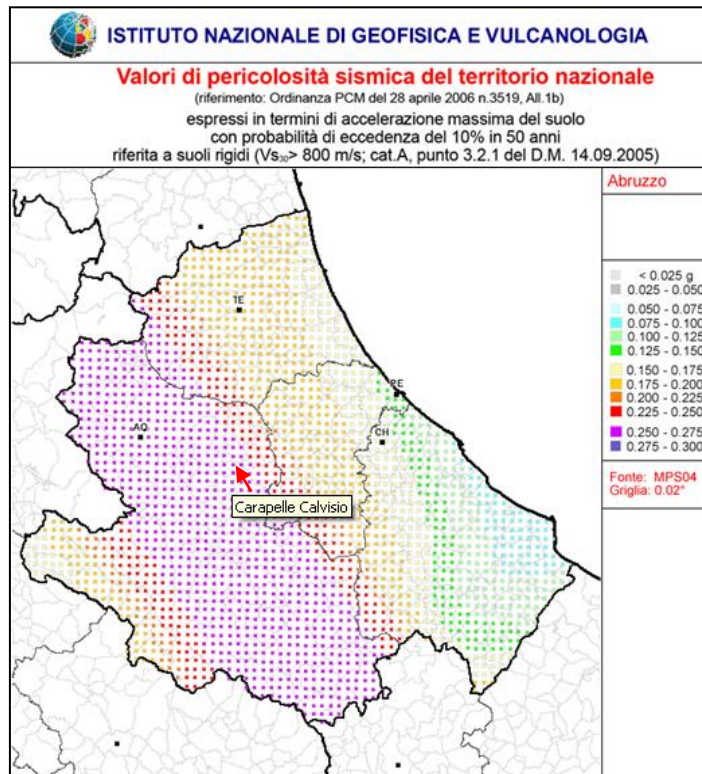 ISTITUTO NAZIONALE DI GEOFISICA E VULCANOLOGIA
Valori di pericolosità sismica del territorio nazionale
(riferimento: Ordinanza PCM del 28 aprile 2006 n.3519, All.1b)
espressi in termini di accelerazione massima del suolo
con probabilità di eccedenza del 10% in 50 anni
riferita a suoli rigidi (Vs₃₀> 800 m/s; cat.A, punto 3.2.1 del D.M. 14.09.2005)
Abruzzo
< 0.025 g
0.025 - 0.050
0.050 - 0.075
0.075 - 0.100
0.100 - 0.125
0.125 - 0.150
0.150 - 0.175
0.175 - 0.200
0.200 - 0.225
0.225 - 0.250
0.250 - 0.275
0.275 - 0.300
Fonte: MPS04
Griglia: 0.02°
TE
PE
AQ
CH
Carapelle Calvisio